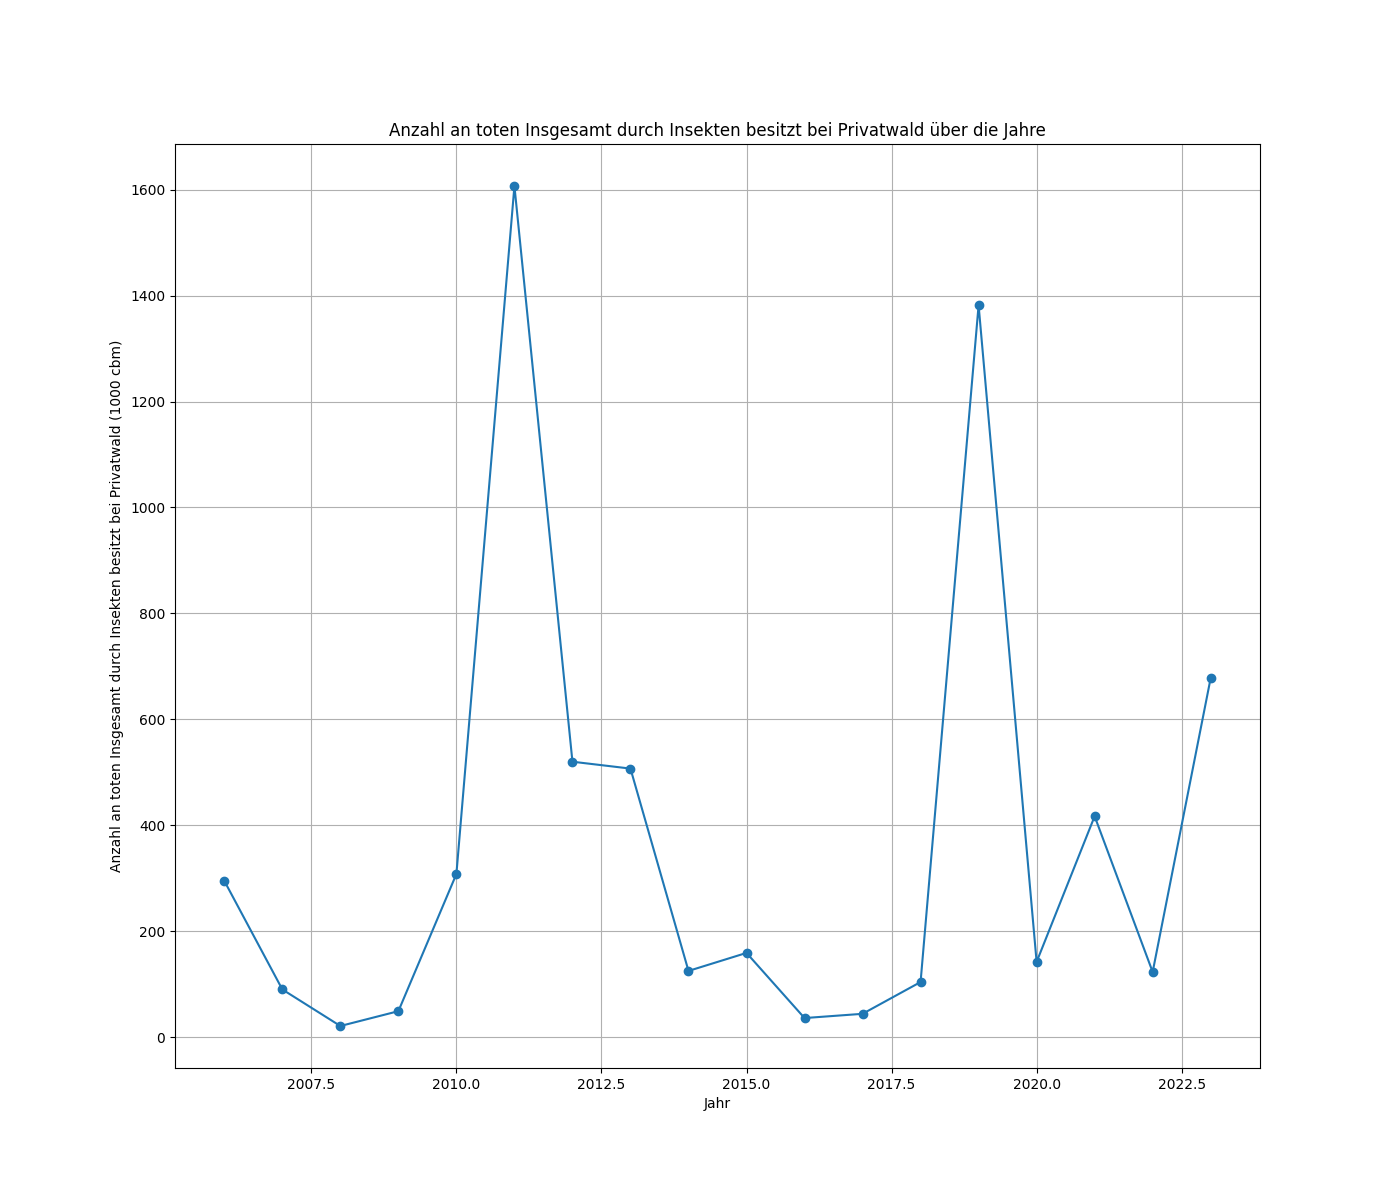 Anzahl an toten Insgesamt durch Insekten besitzt bei Privatwald über die Jahre
Anzahl an toten Insgesamt durch Insekten besitzt bei Privatwald (1000 cbm)
1600
1400
1200
1000
800
600
400
200
0
2007.5 2010.0 2012.5 2015.0 2017.5 2020.0 2022.5
Jahr